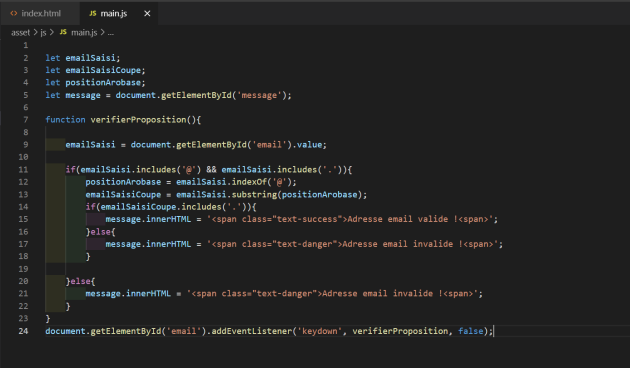 <> index.html JS main.js ×
asset > js > JS main.js > ...
1
2 let emailSaisi;
3 let emailSaisiCoupe;
4 let positionArobase;
5 let message = document.getElementById('message');
6
7 function verifierProposition(){
8
9 emailSaisi = document.getElementById('email').value;
10
11 if(emailSaisi.includes('@') && emailSaisi.includes('.')){
12 positionArobase = emailSaisi.indexOf('@');
13 emailSaisiCoupe = emailSaisi.substring(positionArobase);
14 if(emailSaisiCoupe.includes('.')){
15 message.innerHTML = '<span class="text-success">Adresse email valide !<span>';
16 }else{
17 message.innerHTML = '<span class="text-danger">Adresse email invalide !<span>';
18 }
19
20 }else{
21 message.innerHTML = '<span class="text-danger">Adresse email invalide !<span>';
22 }
23 }
24 document.getElementById('email').addEventListener('keydown', verifierProposition, false);